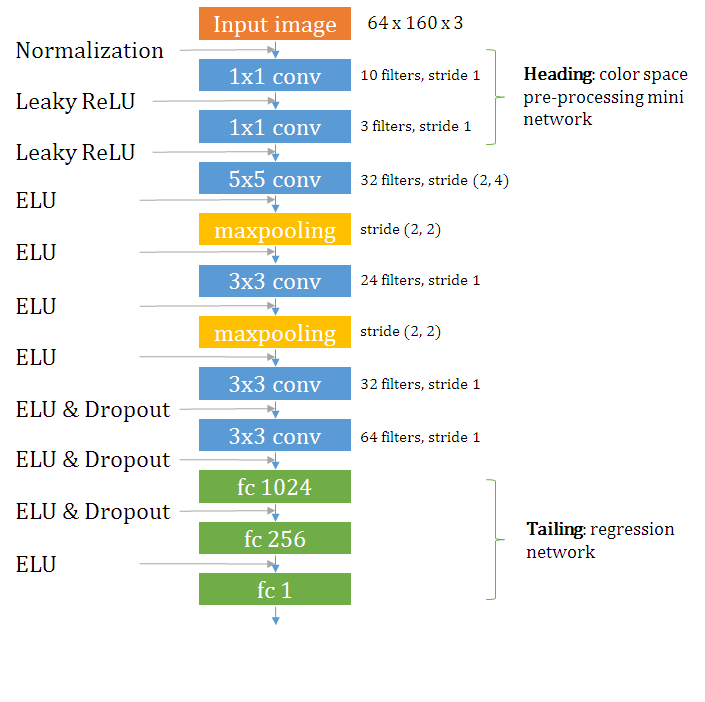 Input image 64 x 160 x 3
Normalization
1x1 conv 10 filters, stride 1
Heading: color space
pre-processing mini
network
Leaky ReLU
1x1 conv 3 filters, stride 1
Leaky ReLU
5x5 conv 32 filters, stride (2, 4)
ELU
maxpooling stride (2, 2)
ELU
3x3 conv 24 filters, stride 1
ELU
maxpooling stride (2, 2)
ELU
3x3 conv 32 filters, stride 1
ELU & Dropout
3x3 conv 64 filters, stride 1
ELU & Dropout
fc 1024
ELU & Dropout
Tailing: regression
network
fc 256
ELU
fc 1